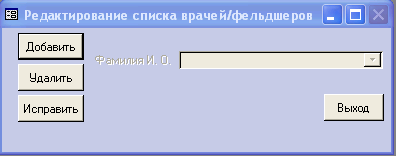 Редактирование списка врачей/фельдшеров
Добавить
Фамилия И. О.
Удалить
Исправить
Выход